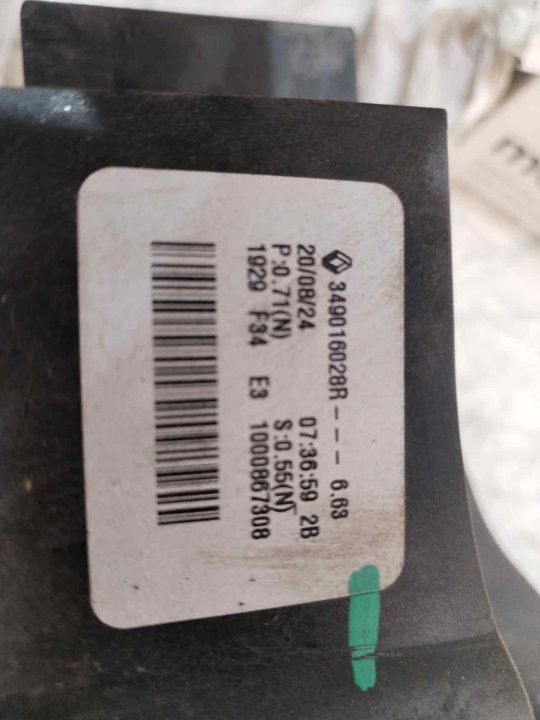 349016028R - - - 6.63
20/08/24 07:36:59 2B
P:0.71(N) S:0.55(N)
1929 F34 E3 1000867308